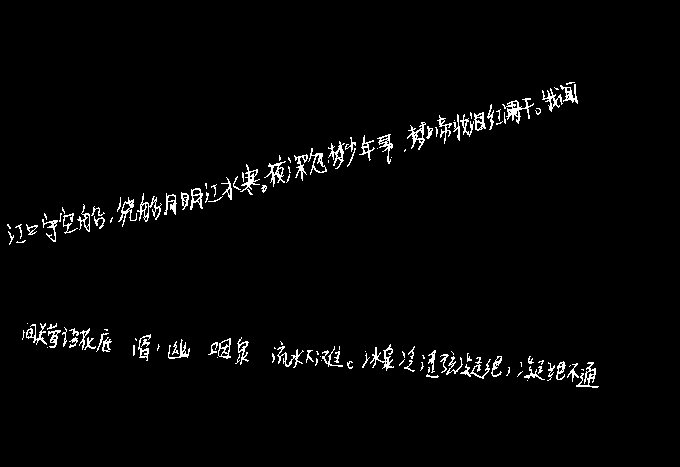 江口守空船，绕船月明江水寒。夜深忽梦少年事，梦啼妆泪红阑干。我闻
间关莺语花底 滑，幽 咽泉 流水下滩。冰泉冷涩弦凝绝，凝绝不通